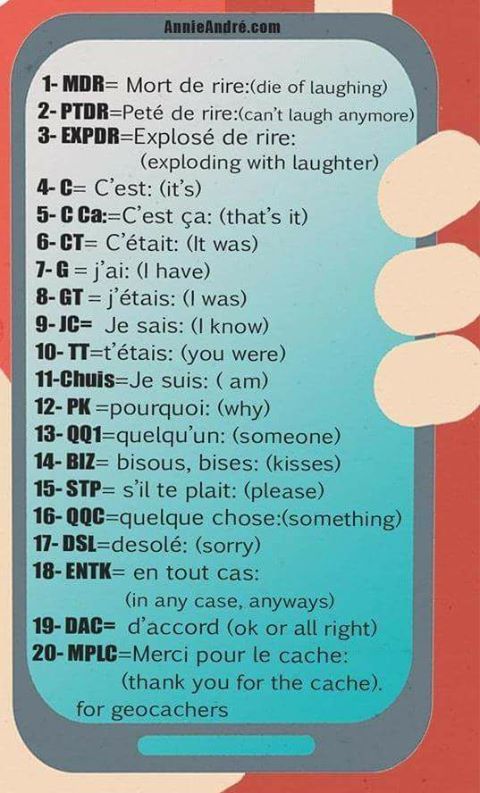 AnnieAndré.com
1- MDR= Mort de rire:(die of laughing)
2- PTDR=Peté de rire:(can't laugh anymore)
3- EXPDR=Explosé de rire:
(exploding with laughter)
4- C= C'est: (it's)
5- C Ca:=C'est ça: (that's it)
6- CT= C'était: (It was)
7- G = j'ai: (I have)
8- GT = j'étais: (I was)
9- JC= Je sais: (I know)
10- TT=t'étais: (you were)
11-Chuis=Je suis: ( am)
12- PK =pourquoi: (why)
13- QQ1=quelqu'un: (someone)
14- BIZ= bisous, bises: (kisses)
15- STP= s'il te plait: (please)
16- QQC=quelque chose:(something)
17- DSL=desolé: (sorry)
18- ENTK= en tout cas:
(in any case, anyways)
19- DAC= d'accord (ok or all right)
20- MPLC=Merci pour le cache:
(thank you for the cache).
for geocachers